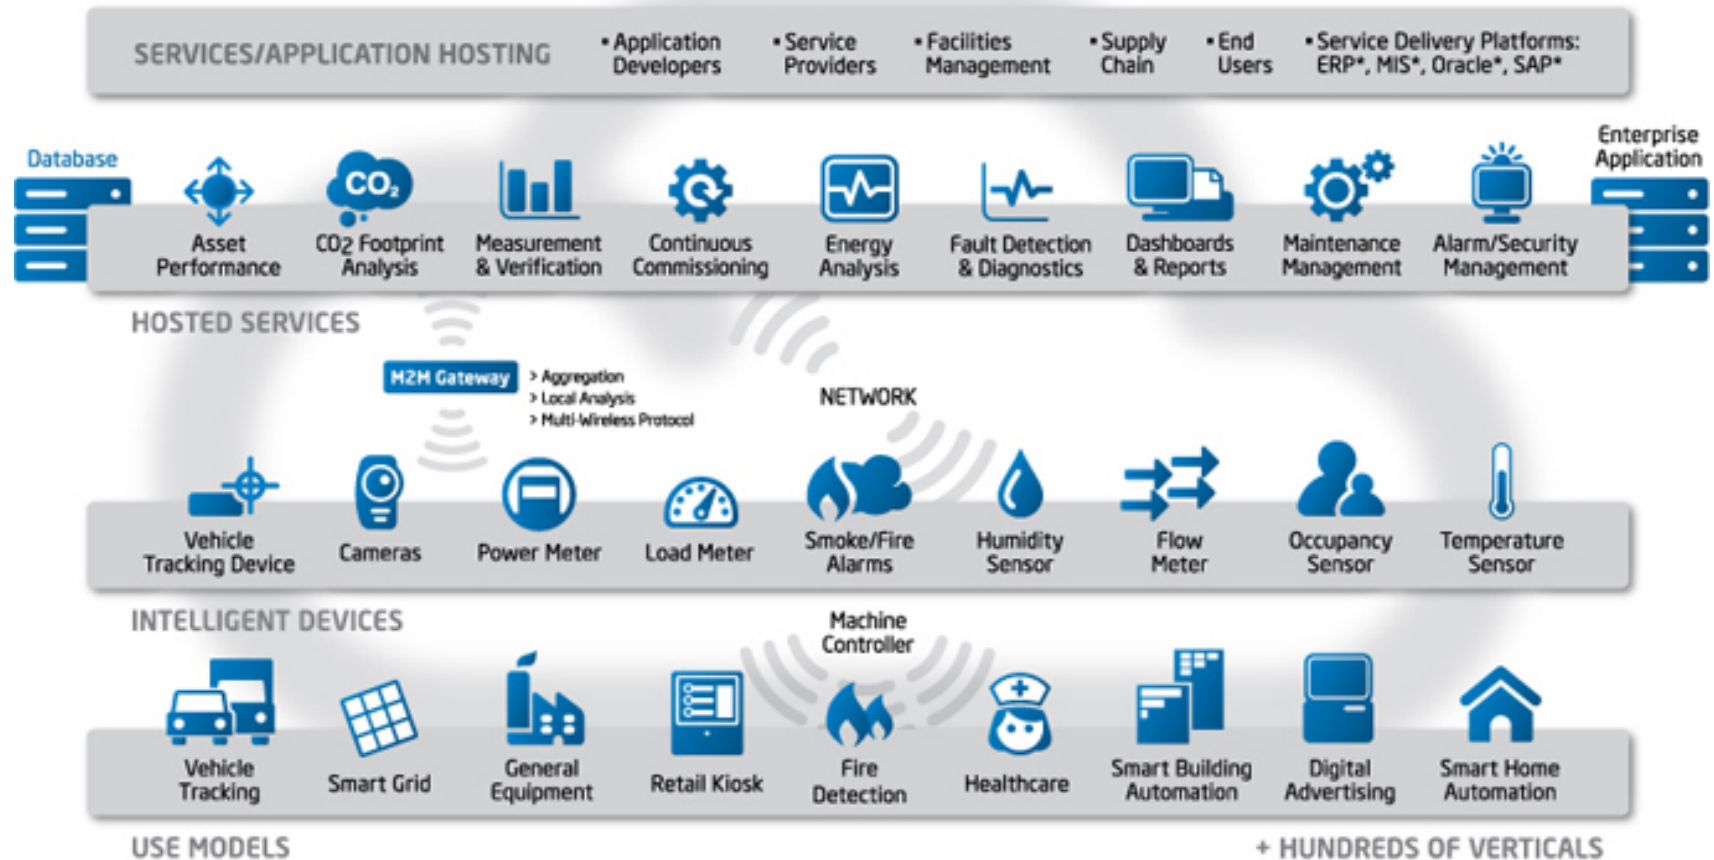 SERVICES/APPLICATION HOSTING
▪ Application
Developers
▪ Service
Providers
▪ Facilities
Management
▪ Supply
Chain
▪ End
Users
▪ Service Delivery Platforms:
ERP*, MIS*, Oracle*, SAP*
Database
Enterprise
Application
CO₂
Asset
Performance
CO2 Footprint
Analysis
Measurement
& Verification
Continuous
Commissioning
Energy
Analysis
Fault Detection
& Diagnostics
Dashboards
& Reports
Maintenance
Management
Alarm/Security
Management
HOSTED SERVICES
M2M Gateway
> Aggregation
> Local Analysis
> Multi-Wireless Protocol
NETWORK
Vehicle
Tracking Device
Cameras
Power Meter
Load Meter
Smoke/Fire
Alarms
Humidity
Sensor
Flow
Meter
Occupancy
Sensor
Temperature
Sensor
INTELLIGENT DEVICES
Machine
Controller
Vehicle
Tracking
Smart Grid
General
Equipment
Retail Kiosk
Fire
Detection
Healthcare
Smart Building
Automation
Digital
Advertising
Smart Home
Automation
USE MODELS
+ HUNDREDS OF VERTICALS